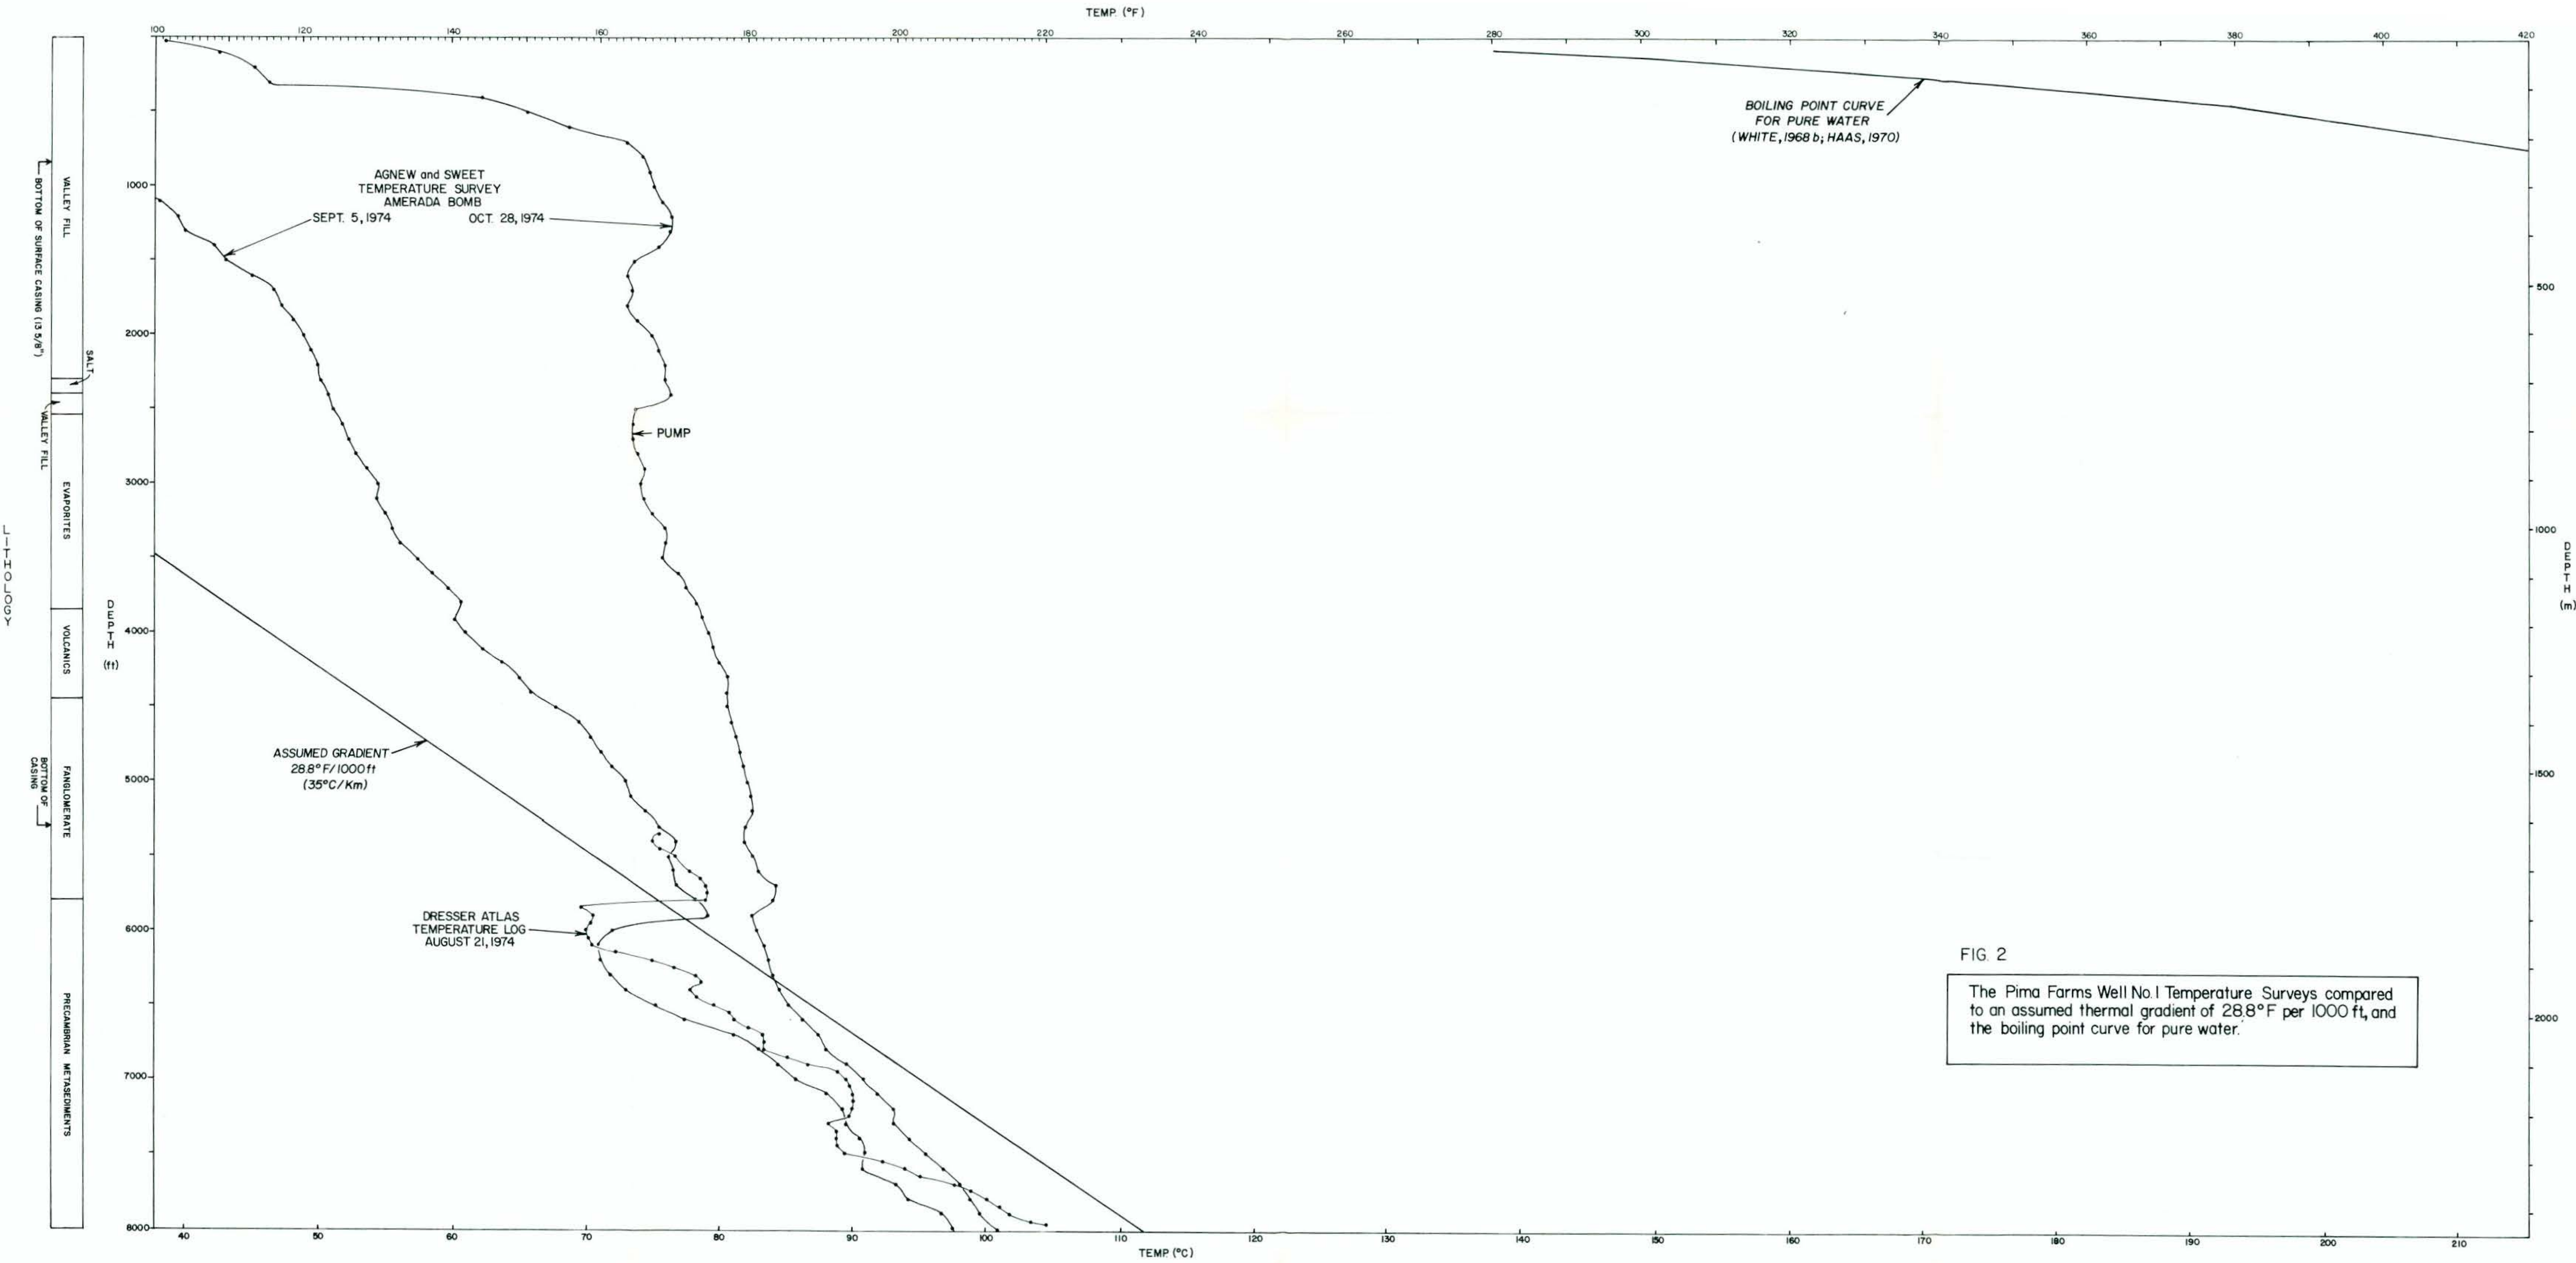 TEMP. (°F)
100 120 140 160 180 200 220 240 260 280 300 320 340 360 380 400 420
BOILING POINT CURVE
FOR PURE WATER
(WHITE, 1968 b; HAAS, 1970)
AGNEW and SWEET
TEMPERATURE SURVEY
AMERADA BOMB
SEPT. 5, 1974 OCT. 28, 1974
PUMP
ASSUMED GRADIENT
28.8°F/1000 ft
(35°C/Km)
DRESSER ATLAS
TEMPERATURE LOG
AUGUST 21, 1974
LITHOLOGY
BOTTOM OF SURFACE CASING (13 5/8")
VALLEY FILL
SALT
VALLEY FILL
EVAPORITES
VOLCANICS
FANGLOMERATE
BOTTOM OF
CASING
PRECAMBRIAN METASEDIMENTS
DEPTH
(ft)
1000
2000
3000
4000
5000
6000
7000
8000
500
1000
1500
2000
DEPTH
(m)
FIG. 2
The Pima Farms Well No. 1 Temperature Surveys compared
to an assumed thermal gradient of 28.8°F per 1000 ft, and
the boiling point curve for pure water.
40 50 60 70 80 90 100 110 120 130 140 150 160 170 180 190 200 210
TEMP. (°C)